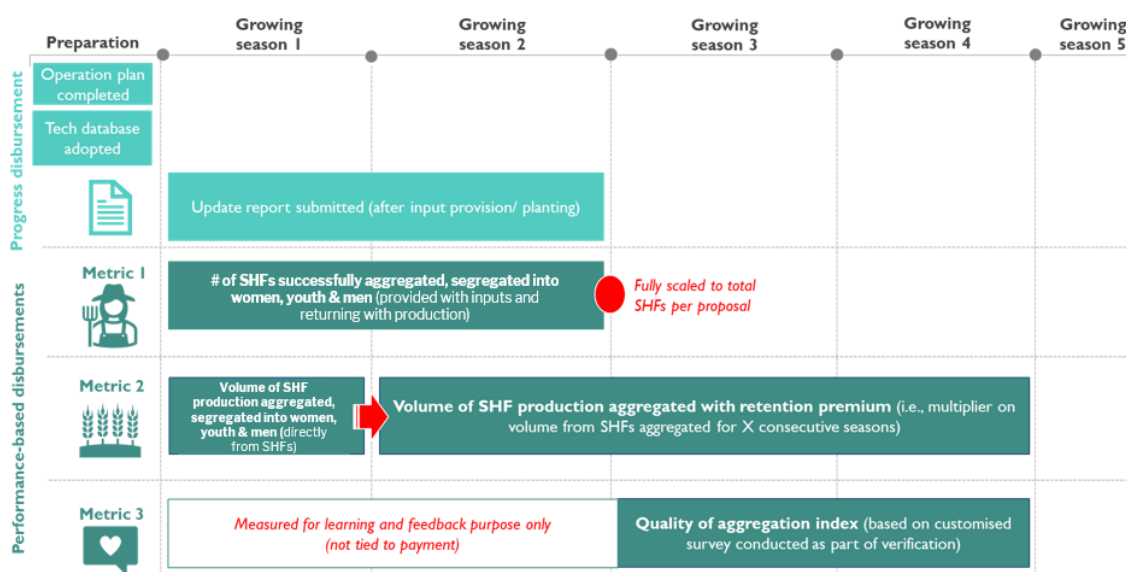 Preparation
Growing
season 1
Growing
season 2
Growing
season 3
Growing
season 4
Growing
season 5
Progress disbursement
Operation plan
completed
Tech database
adopted
Update report submitted (after input provision/ planting)
Performance-based disbursements
Metric 1
# of SHFs successfully aggregated, segregated into
women, youth & men (provided with inputs and
returning with production)
Fully scaled to total
SHFs per proposal
Metric 2
Volume of SHF
production aggregated,
segregated into women,
youth & men (directly
from SHFs)
Volume of SHF production aggregated with retention premium (i.e., multiplier on
volume from SHFs aggregated for X consecutive seasons)
Metric 3
Measured for learning and feedback purpose only
(not tied to payment)
Quality of aggregation index (based on customised
survey conducted as part of verification)